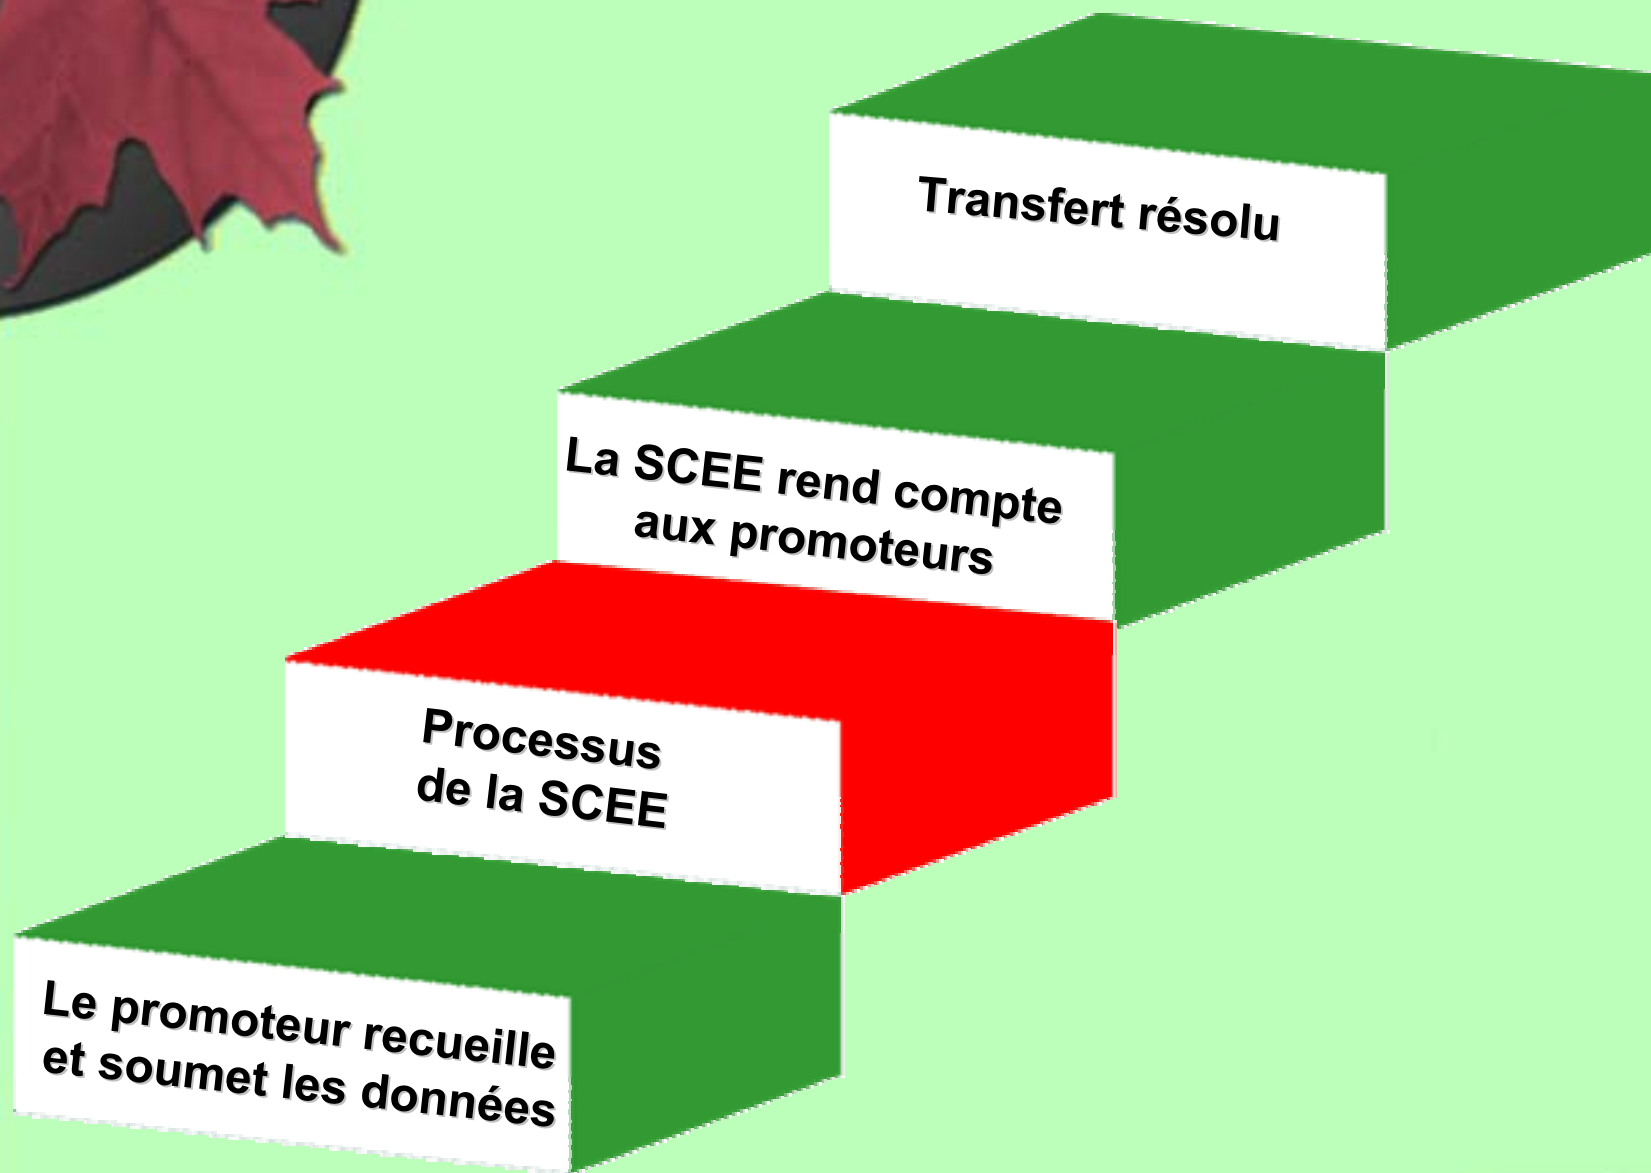 Transfert résolu
La SCEE rend compte
aux promoteurs
Processus
de la SCEE
Le promoteur recueille
et soumet les données